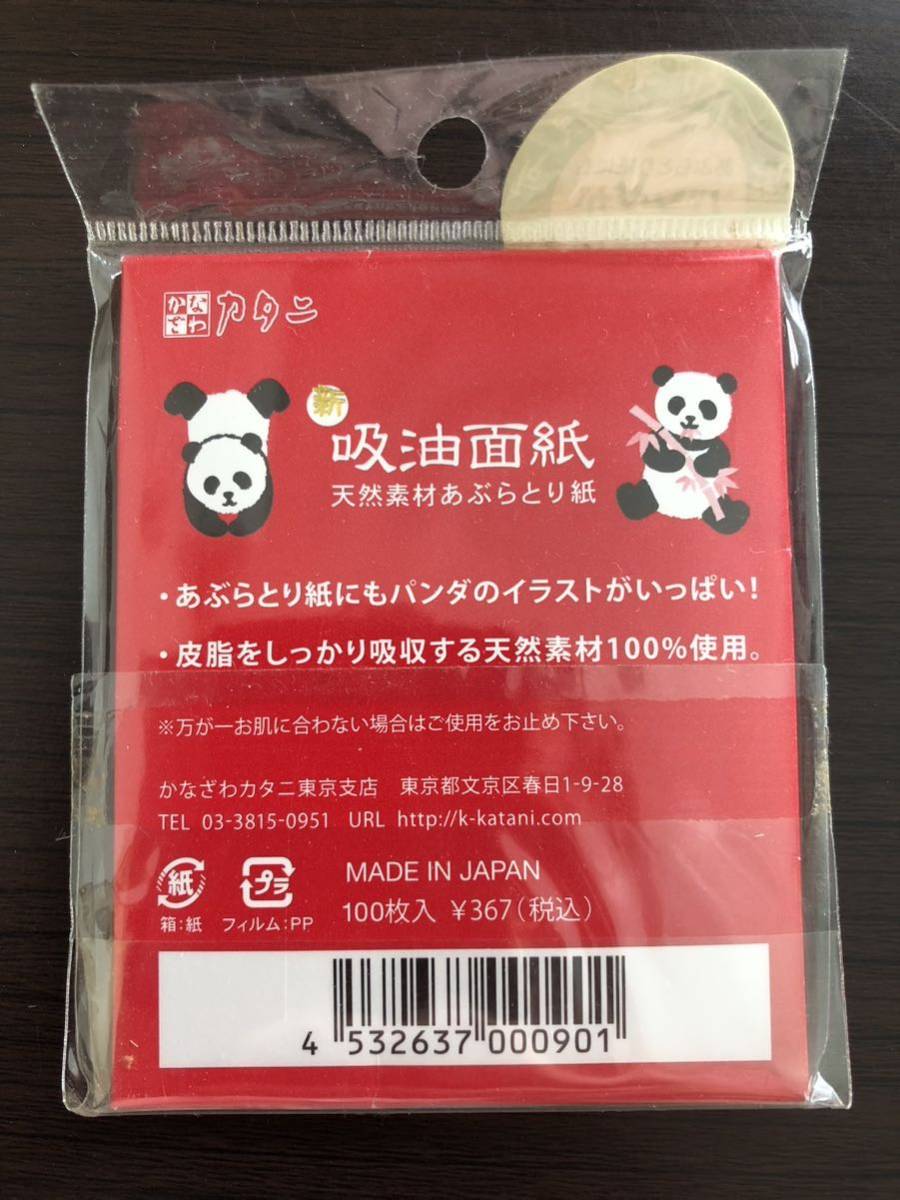 かなざわ カタニ
新
吸油面紙
天然素材あぶらとり紙
・あぶらとり紙にもパンダのイラストがいっぱい！
・皮脂をしっかり吸収する天然素材100%使用。
※万が一お肌に合わない場合はご使用をお止め下さい。
かなざわカタニ東京支店　東京都文京区春日1-9-28
TEL 03-3815-0951 URL http://k-katani.com
紙 プラ MADE IN JAPAN
箱：紙 フィルム：PP 100枚入 ¥367（税込）
4 532637 000901